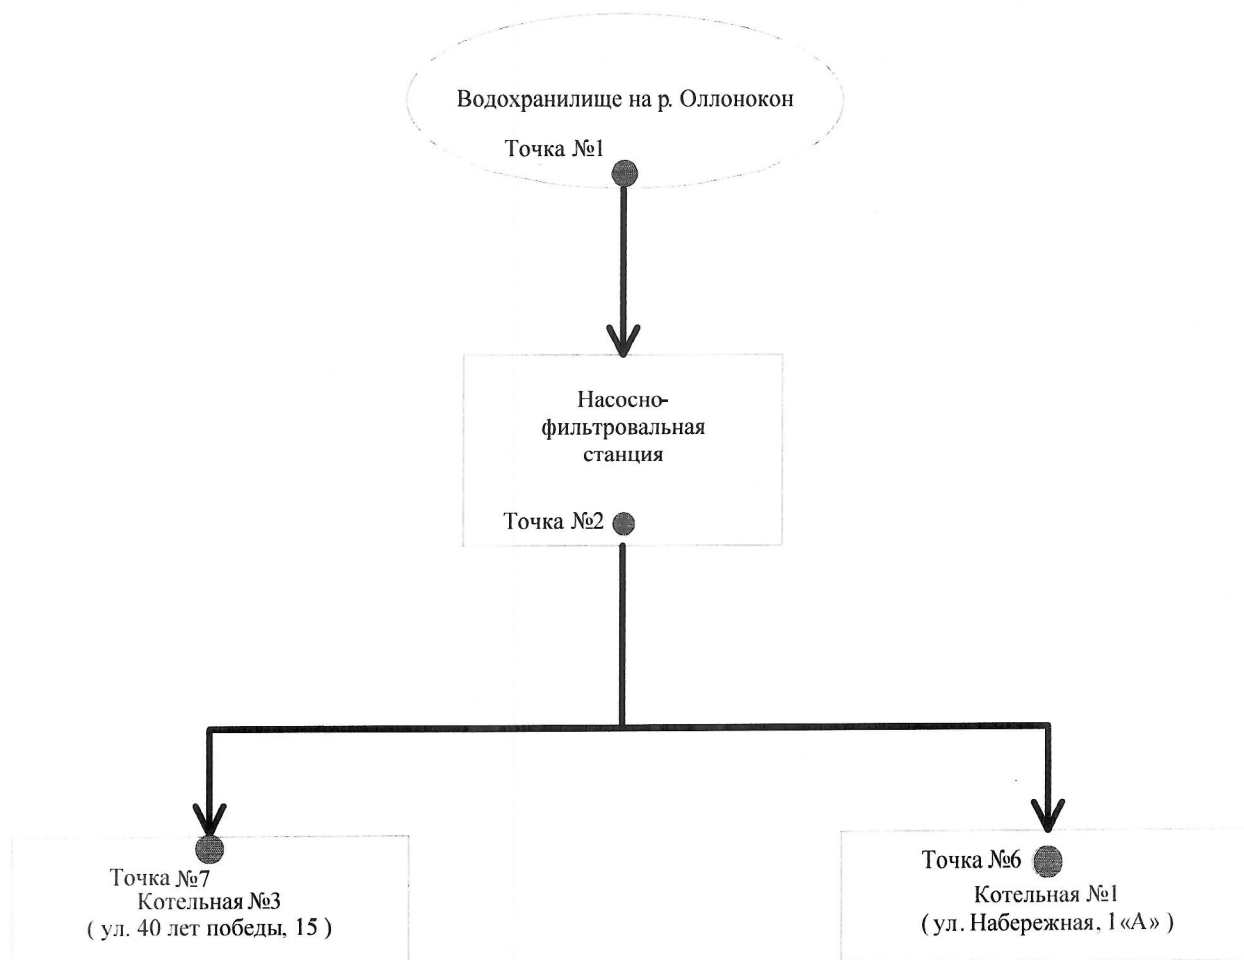 Водохранилище на р. Оллонокон
Точка №1
Насосно-
фильтровальная
станция
Точка №2
Точка №7
Котельная №3
( ул. 40 лет победы, 15 )
Точка №6
Котельная №1
( ул. Набережная, 1«А» )